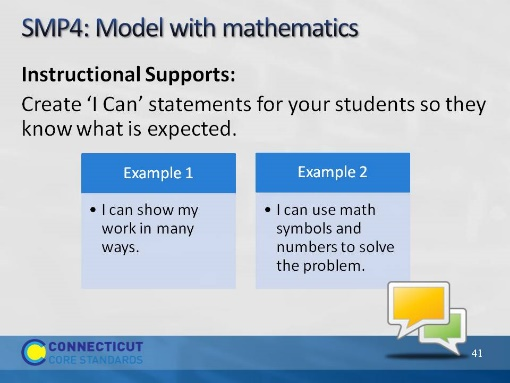 SMP4: Model with mathematics
Instructional Supports:
Create ‘I Can’ statements for your students so they
know what is expected.
Example 1
• I can show my
work in many
ways.
Example 2
• I can use math
symbols and
numbers to solve
the problem.
CONNECTICUT
CORE STANDARDS
41